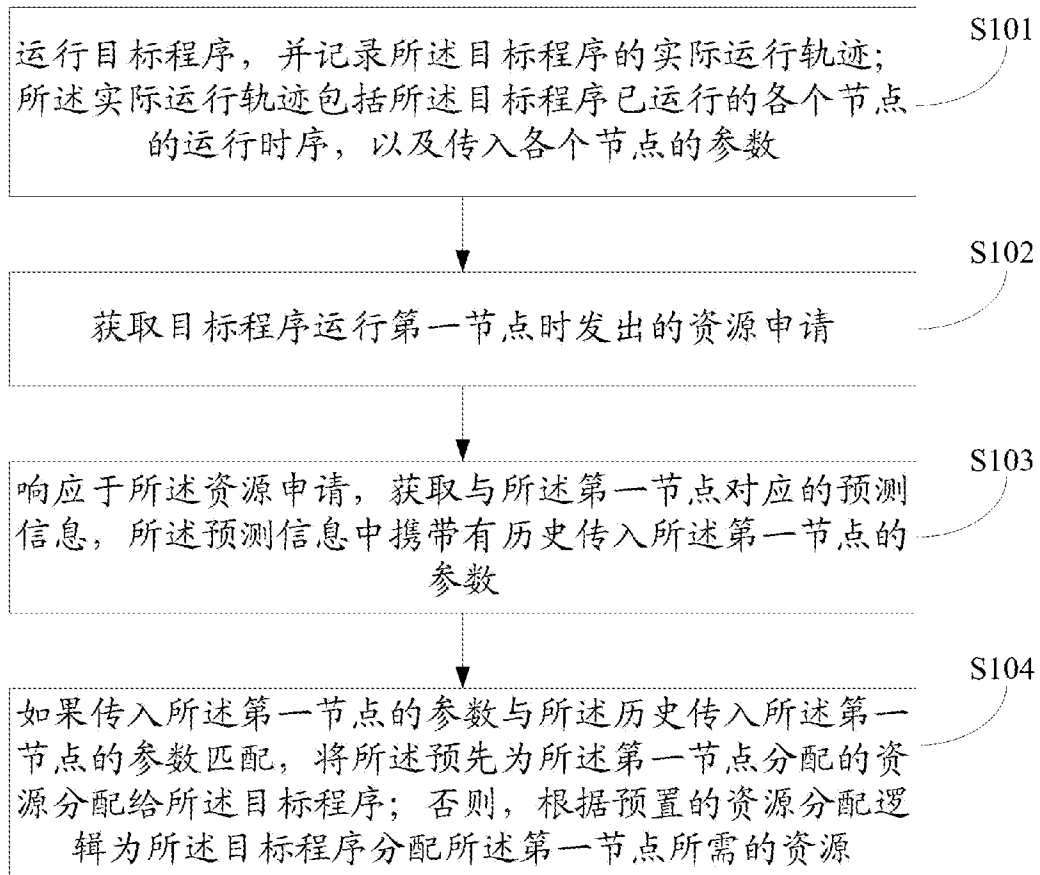 S101
运行目标程序，并记录所述目标程序的实际运行轨迹；
所述实际运行轨迹包括所述目标程序已运行的各个节点
的运行时序，以及传入各个节点的参数
S102
获取目标程序运行第一节点时发出的资源申请
S103
响应于所述资源申请，获取与所述第一节点对应的预测
信息，所述预测信息中携带有历史传入所述第一节点的
参数
S104
如果传入所述第一节点的参数与所述历史传入所述第一
节点的参数匹配，将所述预先为所述第一节点分配的资
源分配给所述目标程序；否则，根据预置的资源分配逻
辑为所述目标程序分配所述第一节点所需的资源